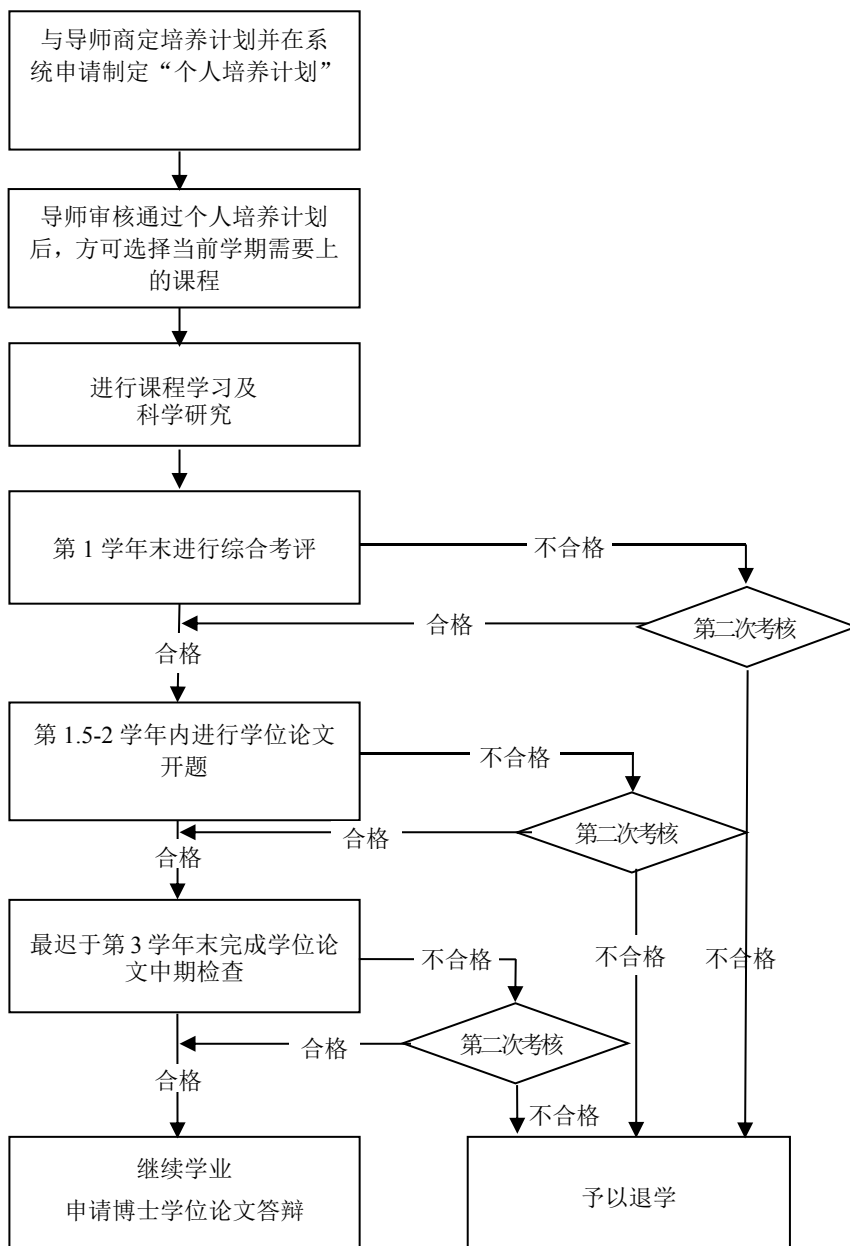 与导师商定培养计划并在系
统申请制定“个人培养计划”
导师审核通过个人培养计划
后，方可选择当前学期需要上
的课程
进行课程学习及
科学研究
第 1 学年末进行综合考评
不合格
第二次考核
合格
合格
第 1.5-2 学年内进行学位论文
开题
不合格
第二次考核
合格
合格
最迟于第 3 学年末完成学位论
文中期检查
不合格
不合格
不合格
第二次考核
合格
合格
不合格
继续学业
申请博士学位论文答辩
予以退学